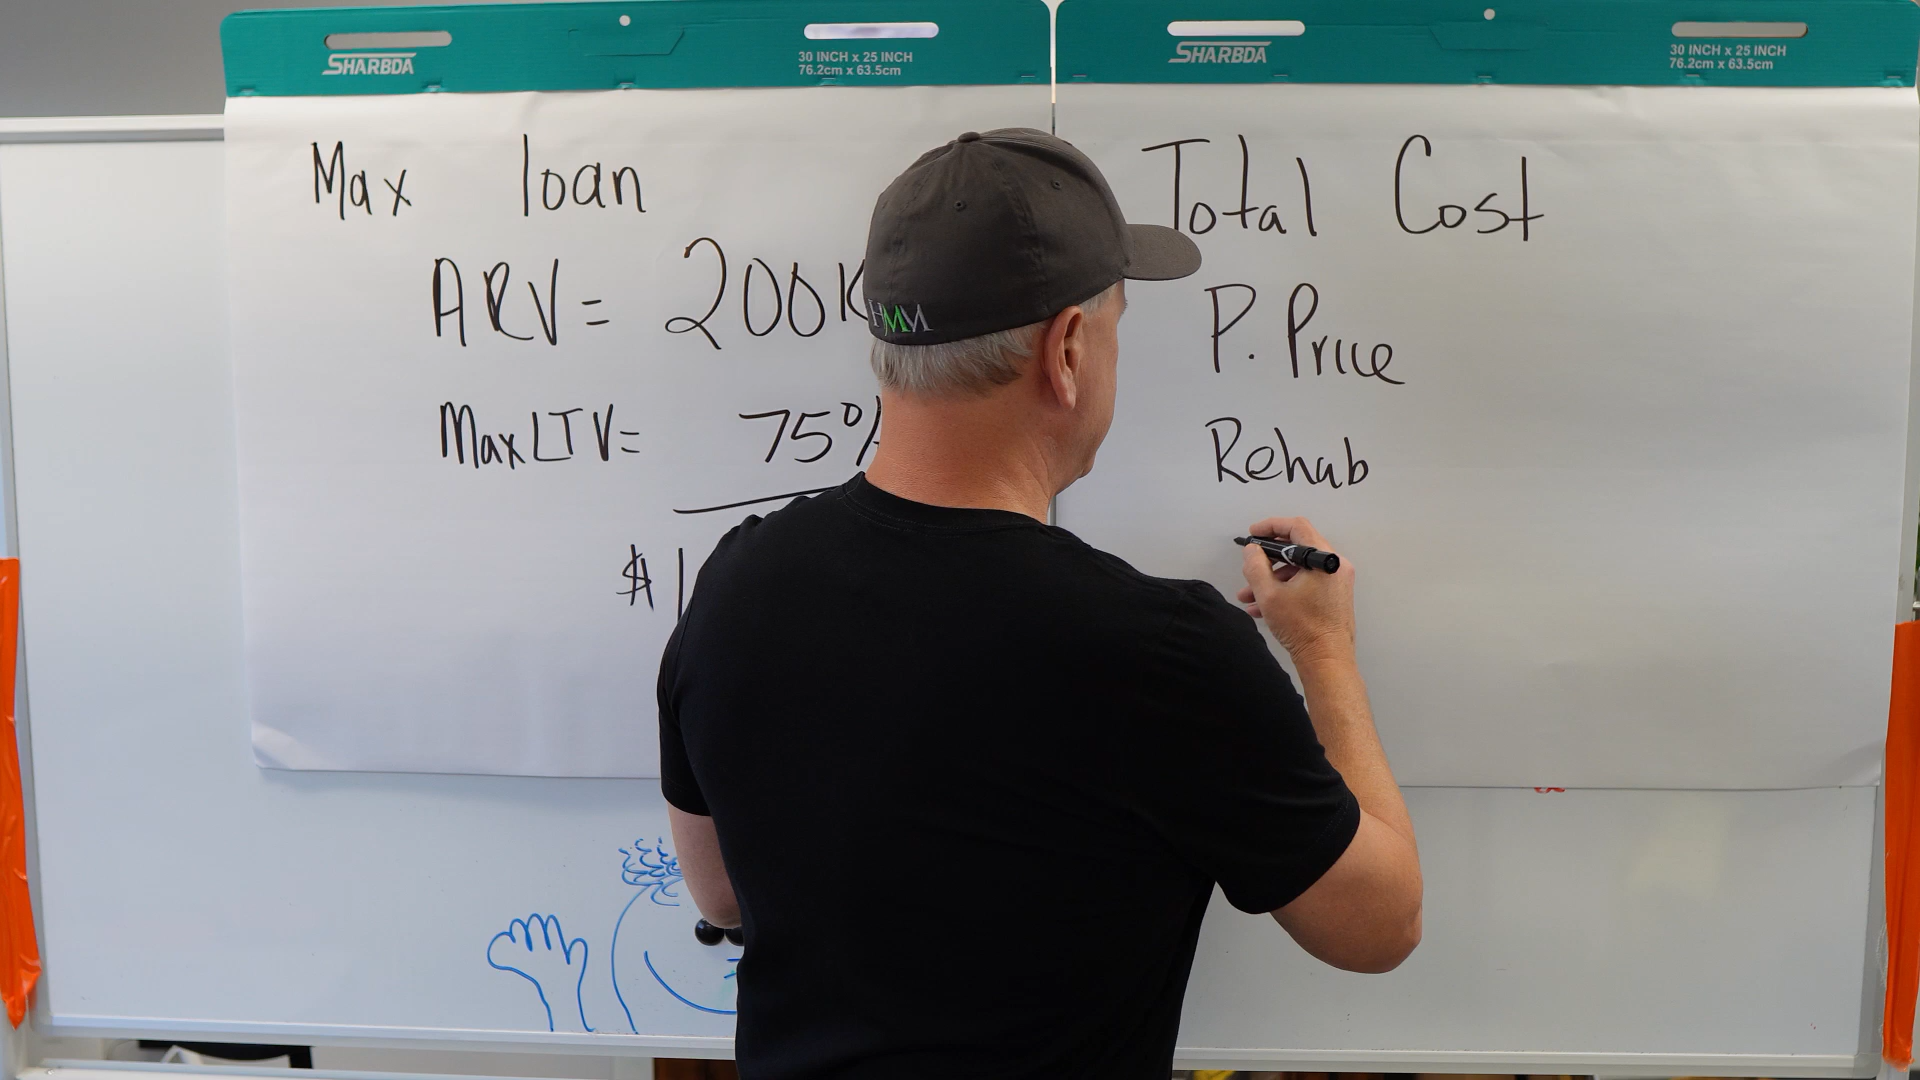 SHARBDA
30 INCH x 25 INCH
76.2cm x 63.5cm
Max loan
ARV = 200K
Max LTV = 75%
$1
SHARBDA
30 INCH x 25 INCH
76.2cm x 63.5cm
Total Cost
P. Price
Rehab
HMM